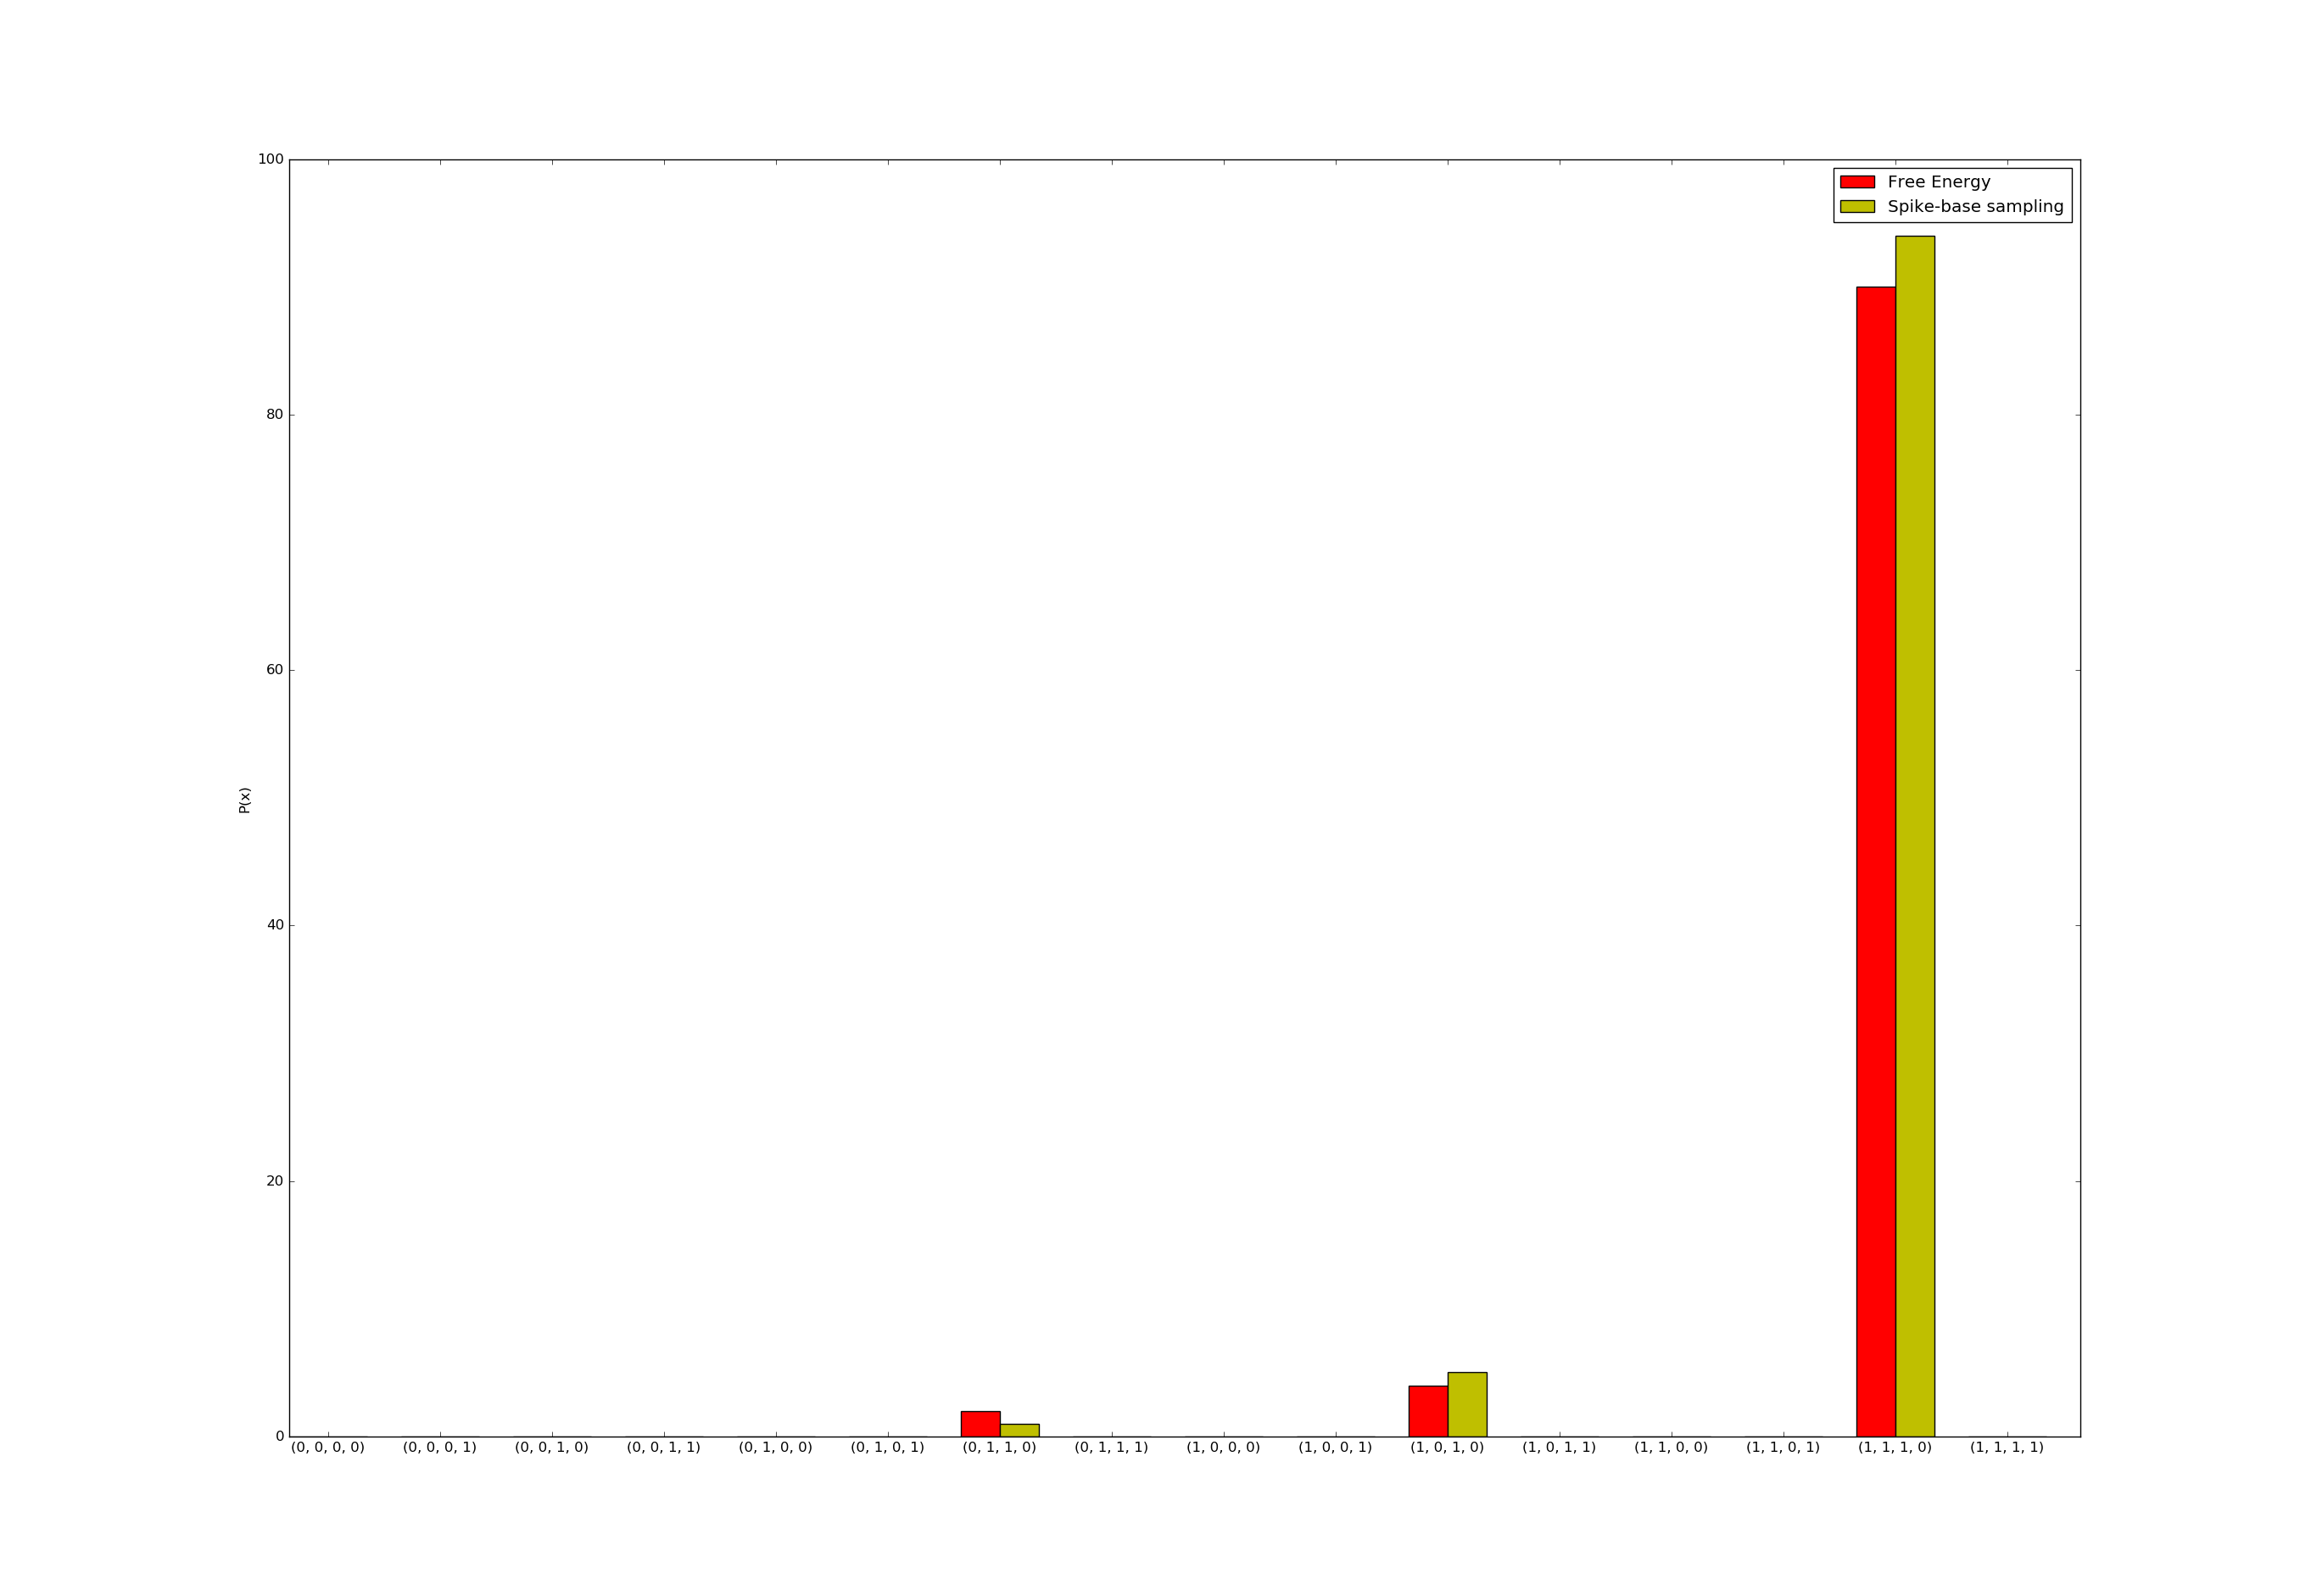 100
Free Energy
Spike-base sampling
80
60
P(x)
40
20
0
(0, 0, 0, 0) (0, 0, 0, 1) (0, 0, 1, 0) (0, 0, 1, 1) (0, 1, 0, 0) (0, 1, 0, 1) (0, 1, 1, 0) (0, 1, 1, 1) (1, 0, 0, 0) (1, 0, 0, 1) (1, 0, 1, 0) (1, 0, 1, 1) (1, 1, 0, 0) (1, 1, 0, 1) (1, 1, 1, 0) (1, 1, 1, 1)